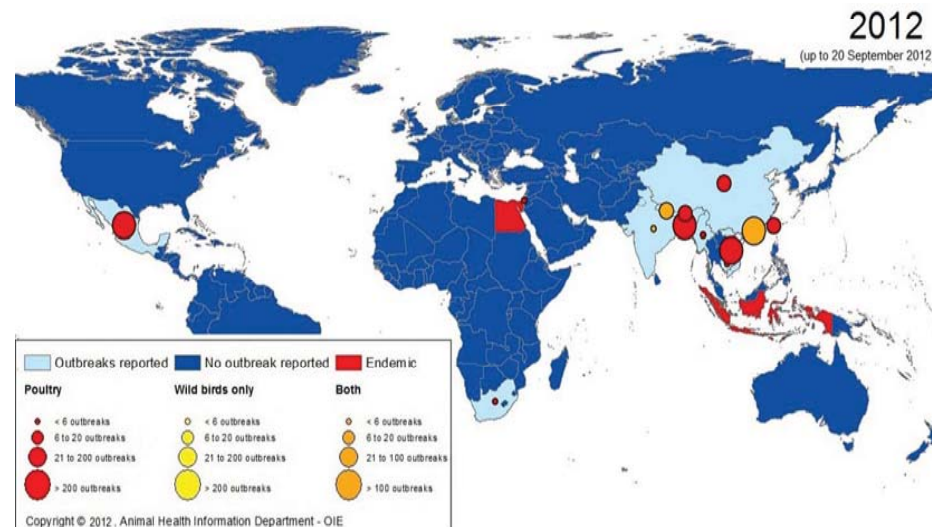 2012
(up to 20 September 2012)
Outbreaks reported
No outbreak reported
Endemic
Poultry
Wild birds only
Both
< 6 outbreaks
< 6 outbreaks
< 6 outbreaks
6 to 20 outbreaks
6 to 20 outbreaks
6 to 20 outbreaks
21 to 200 outbreaks
21 to 200 outbreaks
21 to 100 outbreaks
> 200 outbreaks
> 200 outbreaks
> 100 outbreaks
Copyright © 2012 . Animal Health Information Department - OIE